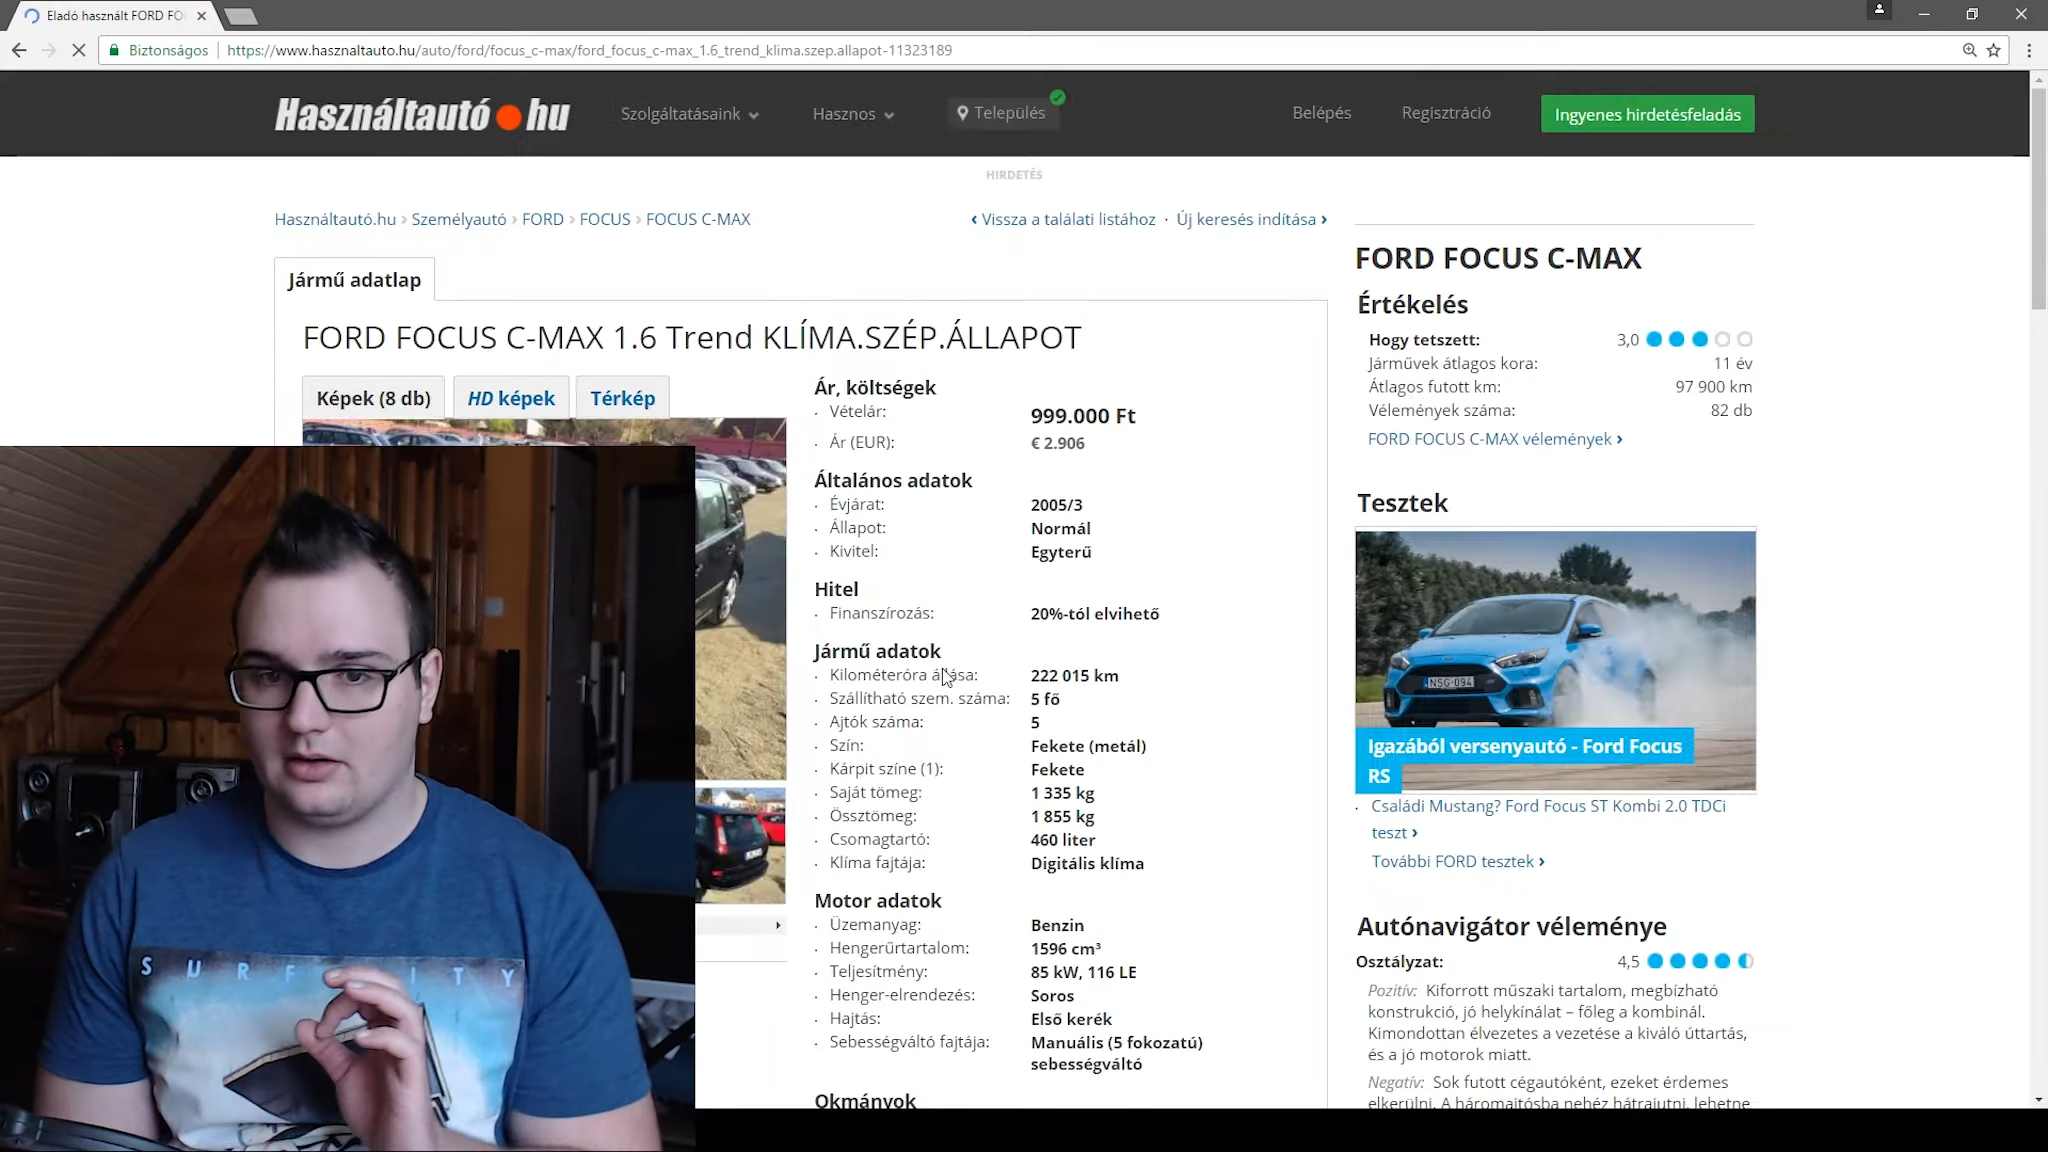 Eladó használt FORD FO
Biztonságos
https://www.hasznaltauto.hu/auto/ford/focus_c-max/ford_focus_c-max_1.6_trend_klima.szep.allapot-11323189
Használtautó hu
Szolgáltatásaink
Hasznos
Település
Belépés
Regisztráció
Ingyenes hirdetésfeladás
HIRDETÉS
Használtautó.hu › Személyautó › FORD › FOCUS › FOCUS C-MAX
‹ Vissza a találati listához · Új keresés indítása ›
Jármű adatlap
FORD FOCUS C-MAX 1.6 Trend KLÍMA.SZÉP.ÁLLAPOT
Képek (8 db)
HD képek
Térkép
Ár, költségek
· Vételár: 999.000 Ft
· Ár (EUR): € 2.906
Általános adatok
· Évjárat: 2005/3
· Állapot: Normál
· Kivitel: Egyterű
Hitel
· Finanszírozás: 20%-tól elvihető
Jármű adatok
· Kilométeróra állása: 222 015 km
· Szállítható szem. száma: 5 fő
· Ajtók száma: 5
· Szín: Fekete (metál)
· Kárpit színe (1): Fekete
· Saját tömeg: 1 335 kg
· Össztömeg: 1 855 kg
· Csomagtartó: 460 liter
· Klíma fajtája: Digitális klíma
Motor adatok
· Üzemanyag: Benzin
· Hengerűrtartalom: 1596 cm³
· Teljesítmény: 85 kW, 116 LE
· Henger-elrendezés: Soros
· Hajtás: Első kerék
· Sebességváltó fajtája: Manuális (5 fokozatú)
sebességváltó
Okmányok
FORD FOCUS C-MAX
Értékelés
Hogy tetszett: 3,0
Járművek átlagos kora: 11 év
Átlagos futott km: 97 900 km
Vélemények száma: 82 db
FORD FOCUS C-MAX vélemények ›
Tesztek
NSG-094
Igazából versenyautó - Ford Focus
RS
· Családi Mustang? Ford Focus ST Kombi 2.0 TDCi
teszt ›
További FORD tesztek ›
Autónavigátor véleménye
Osztályzat: 4,5
Pozitív: Kiforrott műszaki tartalom, megbízható
konstrukció, jó helykínálat – főleg a kombinál.
Kimondottan élvezetes a vezetése a kiváló úttartás,
és a jó motorok miatt.
Negatív: Sok futott cégautóként, ezeket érdemes
elkerülni. A háromajtósba nehéz hátrajutni, lehetne
SURF CITY